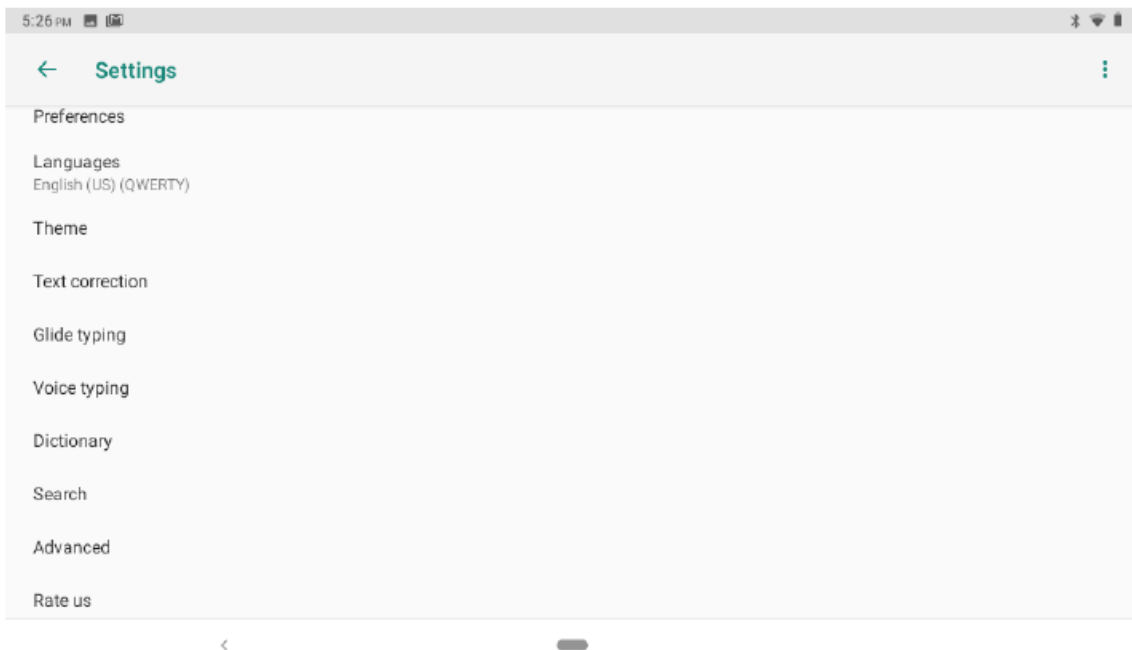 5:26 PM
Settings
Preferences
Languages
English (US) (QWERTY)
Theme
Text correction
Glide typing
Voice typing
Dictionary
Search
Advanced
Rate us